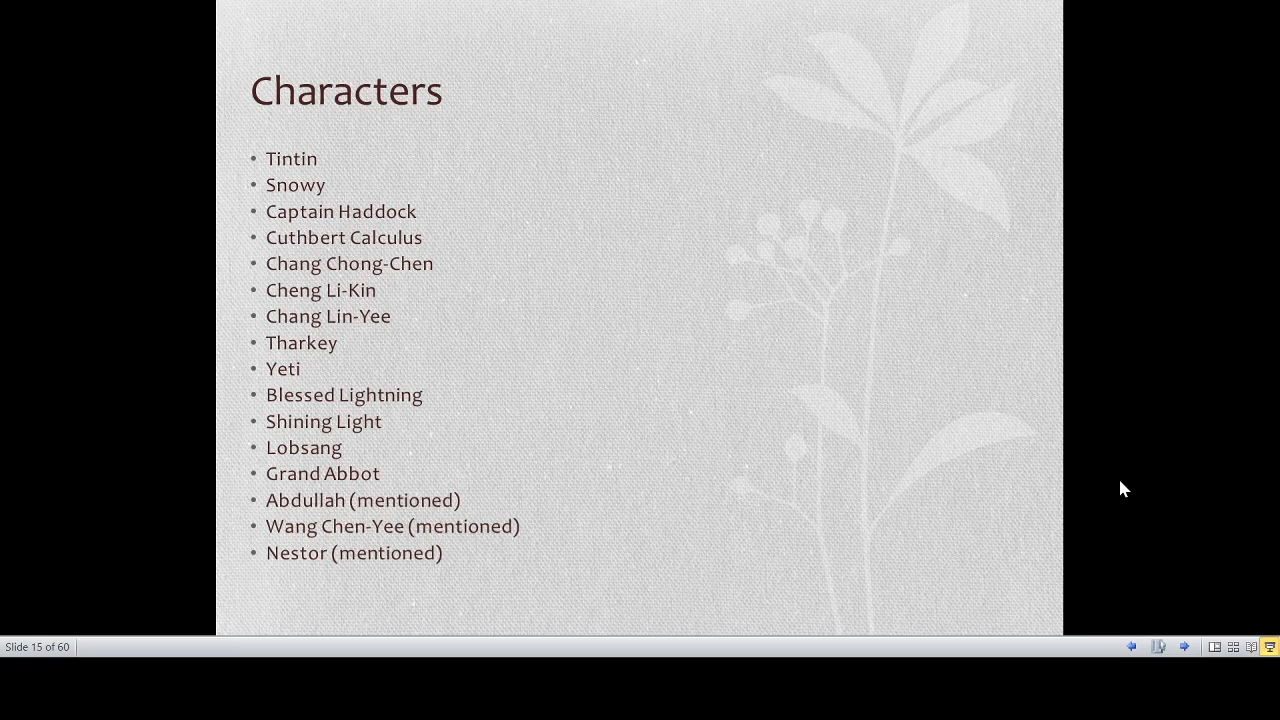 Characters
• Tintin
• Snowy
• Captain Haddock
• Cuthbert Calculus
• Chang Chong-Chen
• Cheng Li-Kin
• Chang Lin-Yee
• Tharkey
• Yeti
• Blessed Lightning
• Shining Light
• Lobsang
• Grand Abbot
• Abdullah (mentioned)
• Wang Chen-Yee (mentioned)
• Nestor (mentioned)
Slide 15 of 60